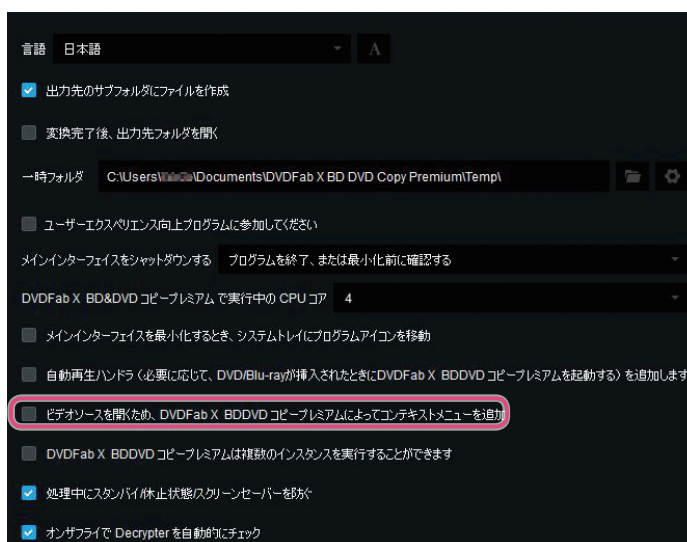 言語 日本語 A
出力先のサブフォルダにファイルを作成
変換完了後、出力先フォルダを開く
一時フォルダ C:\Users\ \Documents\DVDFab X BD DVD Copy Premium\Temp\
ユーザーエクスペリエンス向上プログラムに参加してください
メインインターフェイスをシャットダウンする プログラムを終了、または最小化前に確認する
DVDFab X BD&DVD コピープレミアム で実行中の CPU コア 4
メインインターフェイスを最小化するとき、システムトレイにプログラムアイコンを移動
自動再生ハンドラ（必要に応じて、DVD/Blu-rayが挿入されたときにDVDFab X BDDVD コピープレミアムを起動する）を追加します
ビデオソースを開くため、DVDFab X BDDVD コピープレミアムによってコンテキストメニューを追加
DVDFab X BDDVD コピープレミアムは複数のインスタンスを実行することができます
処理中にスタンバイ/休止状態/スクリーンセーバーを防ぐ
オンザフライで Decrypter を自動的にチェック